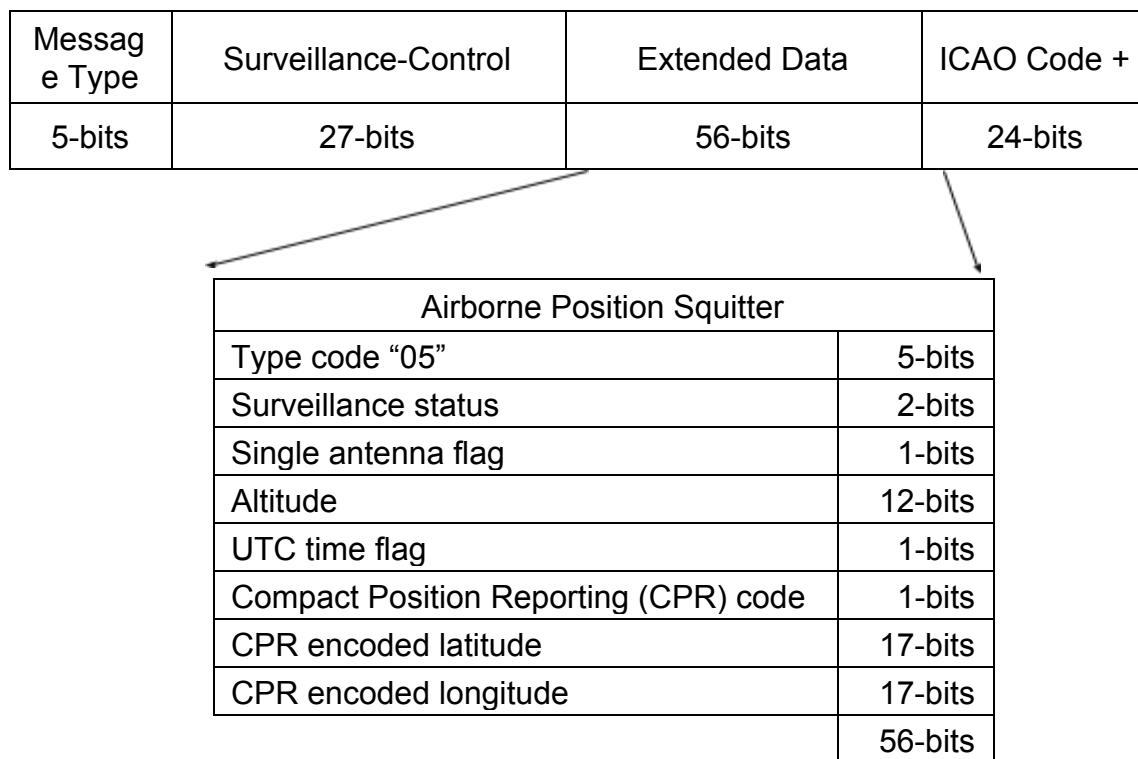 Messag
e Type
Surveillance-Control
Extended Data
ICAO Code +
5-bits
27-bits
56-bits
24-bits
Airborne Position Squitter
Type code “05”
5-bits
Surveillance status
2-bits
Single antenna flag
1-bits
Altitude
12-bits
UTC time flag
1-bits
Compact Position Reporting (CPR) code
1-bits
CPR encoded latitude
17-bits
CPR encoded longitude
17-bits
56-bits